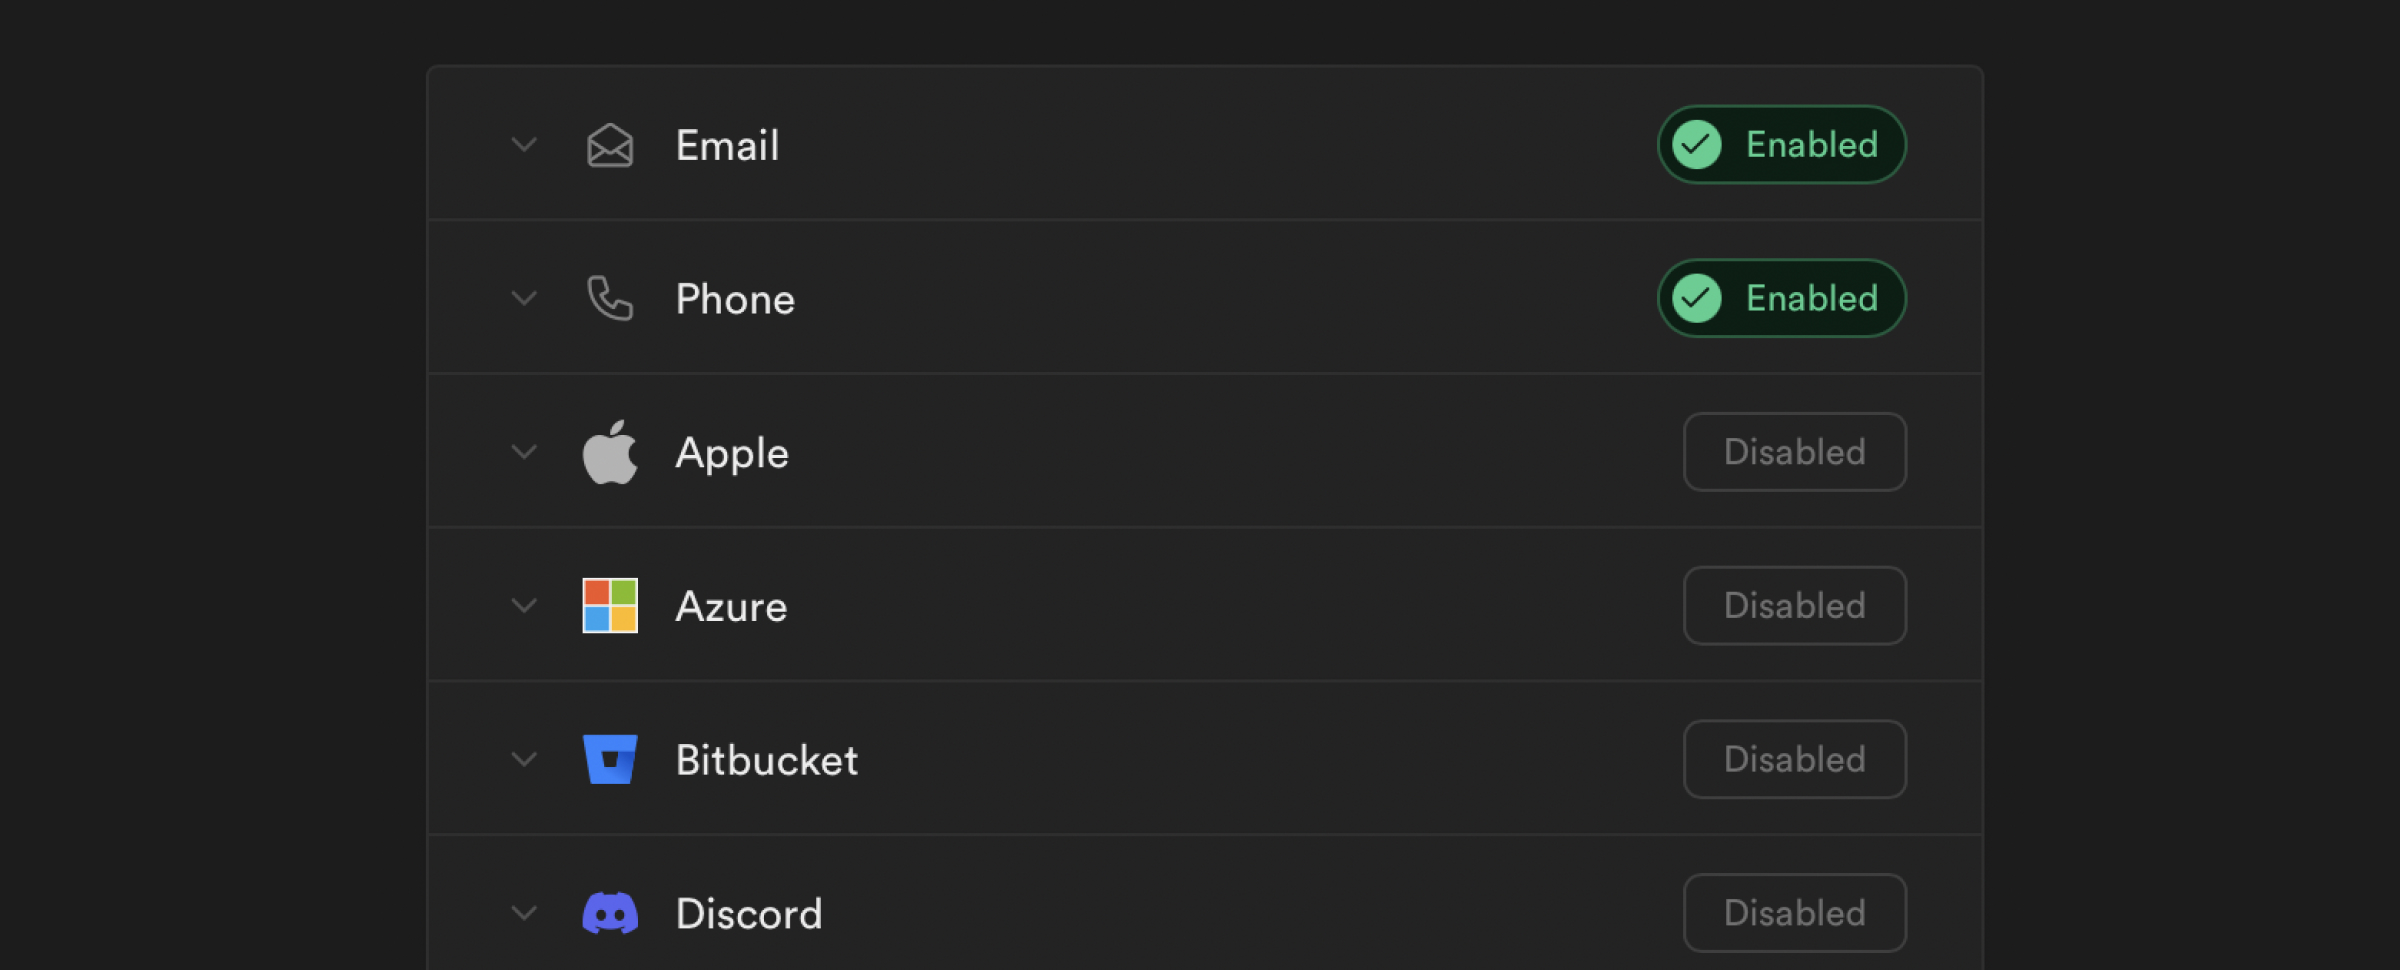 Email Enabled
Phone Enabled
Apple Disabled
Azure Disabled
Bitbucket Disabled
Discord Disabled